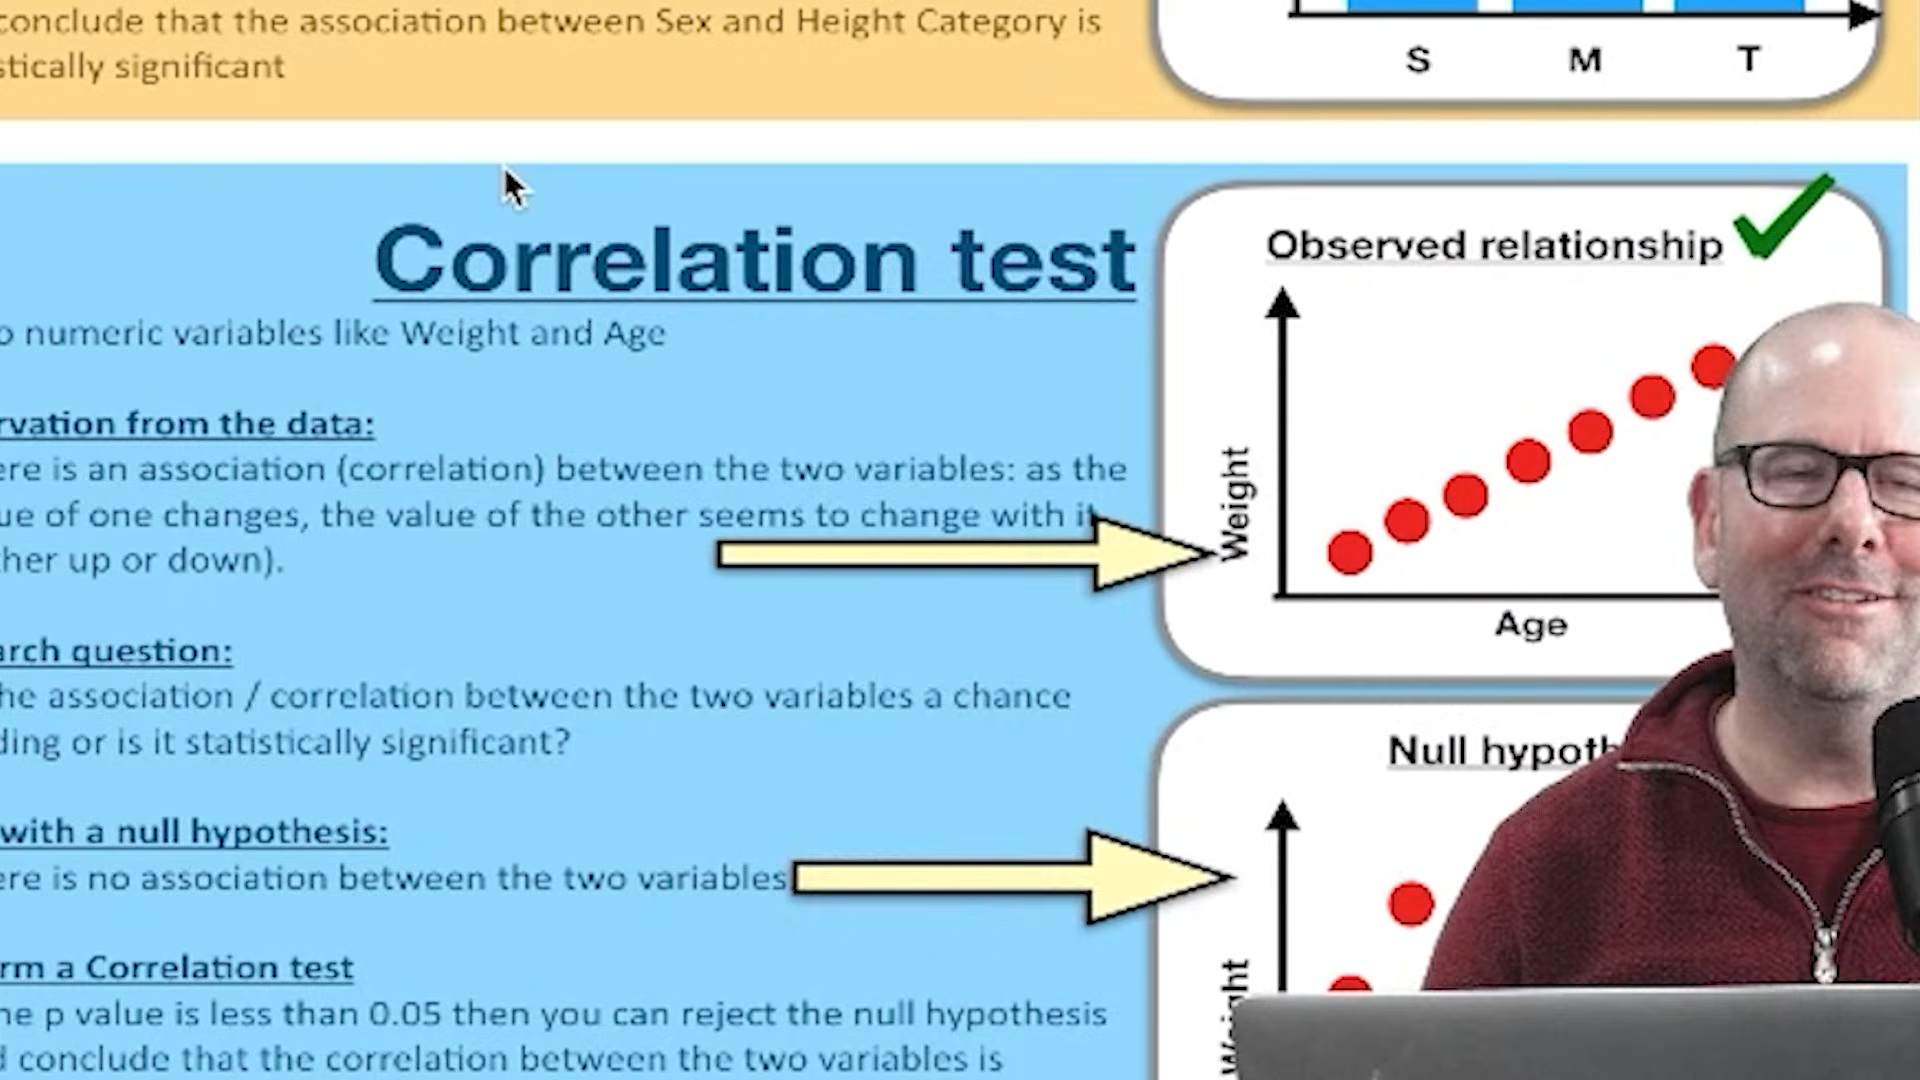 conclude that the association between Sex and Height Category is
stically significant
S M T
Correlation test
o numeric variables like Weight and Age
rvation from the data:
ere is an association (correlation) between the two variables: as the
ue of one changes, the value of the other seems to change with it
ther up or down).
arch question:
he association / correlation between the two variables a chance
ding or is it statistically significant?
with a null hypothesis:
ere is no association between the two variables
rm a Correlation test
he p value is less than 0.05 then you can reject the null hypothesis
d conclude that the correlation between the two variables is
Observed relationship
Weight
Age
Null hypoth
Weight